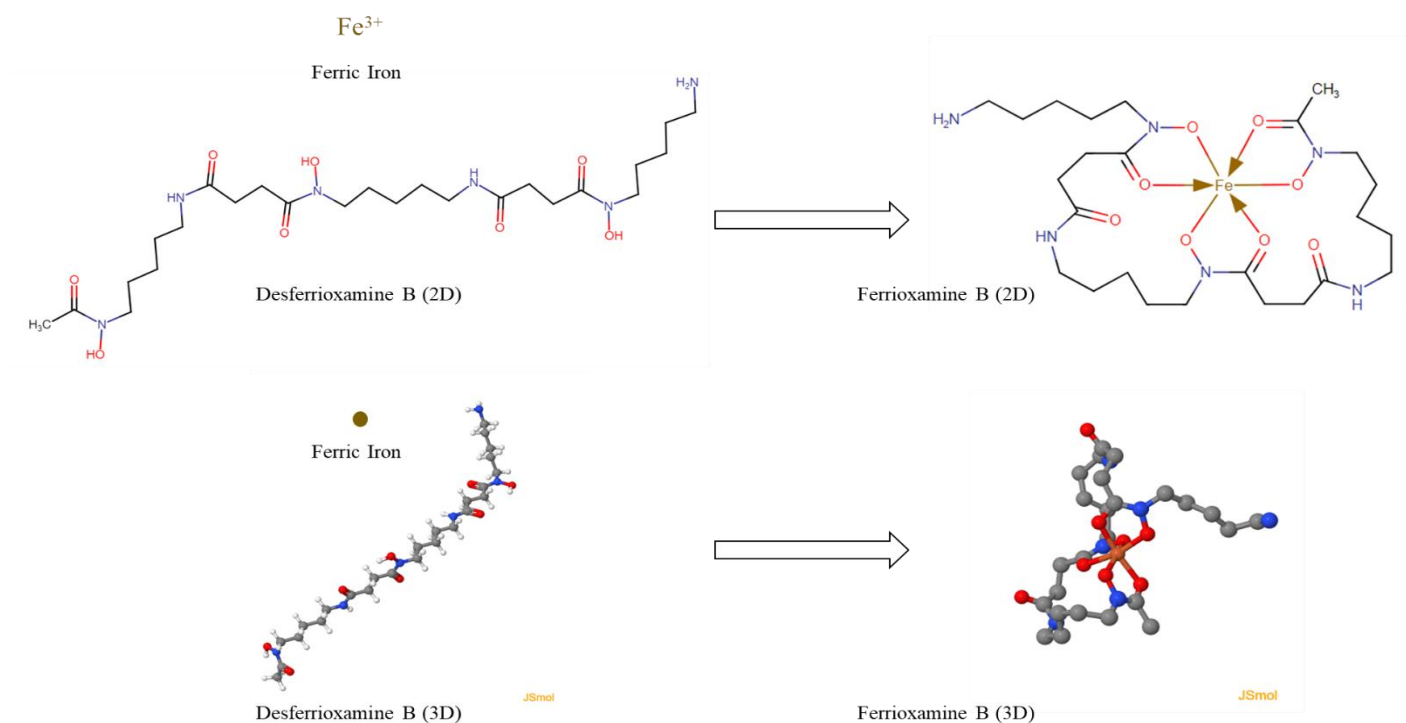 Fe³⁺
Ferric Iron
H₂N
O
HO
O
HN
O
N
H
N
O
O
N
OH
O
H₃C
N
HO
Desferrioxamine B (2D)
CH₃
H₂N
N
O
O
N
O
Fe
O
O
HN
O
O
O
N
N
H
Ferrioxamine B (2D)
Ferric Iron
JSmol
Desferrioxamine B (3D)
JSmol
Ferrioxamine B (3D)